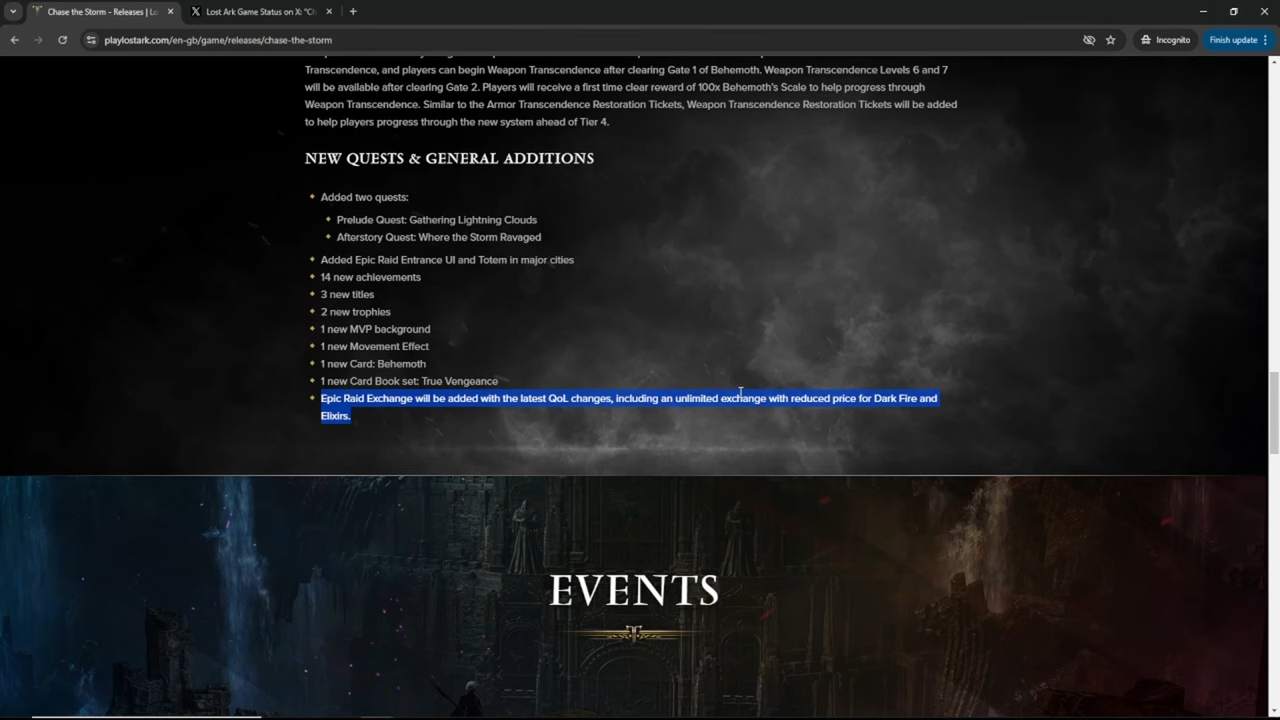 Chase the Storm - Releases | Lo
Lost Ark Game Status on X: "Ch
playlostark.com/en-gb/game/releases/chase-the-storm
Incognito
Finish update
Transcendence, and players can begin Weapon Transcendence after clearing Gate 1 of Behemoth. Weapon Transcendence Levels 6 and 7
will be available after clearing Gate 2. Players will receive a first time clear reward of 100x Behemoth's Scale to help progress through
Weapon Transcendence. Similar to the Armor Transcendence Restoration Tickets, Weapon Transcendence Restoration Tickets will be added
to help players progress through the new system ahead of Tier 4.
NEW QUESTS & GENERAL ADDITIONS
Added two quests:
Prelude Quest: Gathering Lightning Clouds
Afterstory Quest: Where the Storm Ravaged
Added Epic Raid Entrance UI and Totem in major cities
14 new achievements
3 new titles
2 new trophies
1 new MVP background
1 new Movement Effect
1 new Card: Behemoth
1 new Card Book set: True Vengeance
Epic Raid Exchange will be added with the latest QoL changes, including an unlimited exchange with reduced price for Dark Fire and
Elixirs.
EVENTS